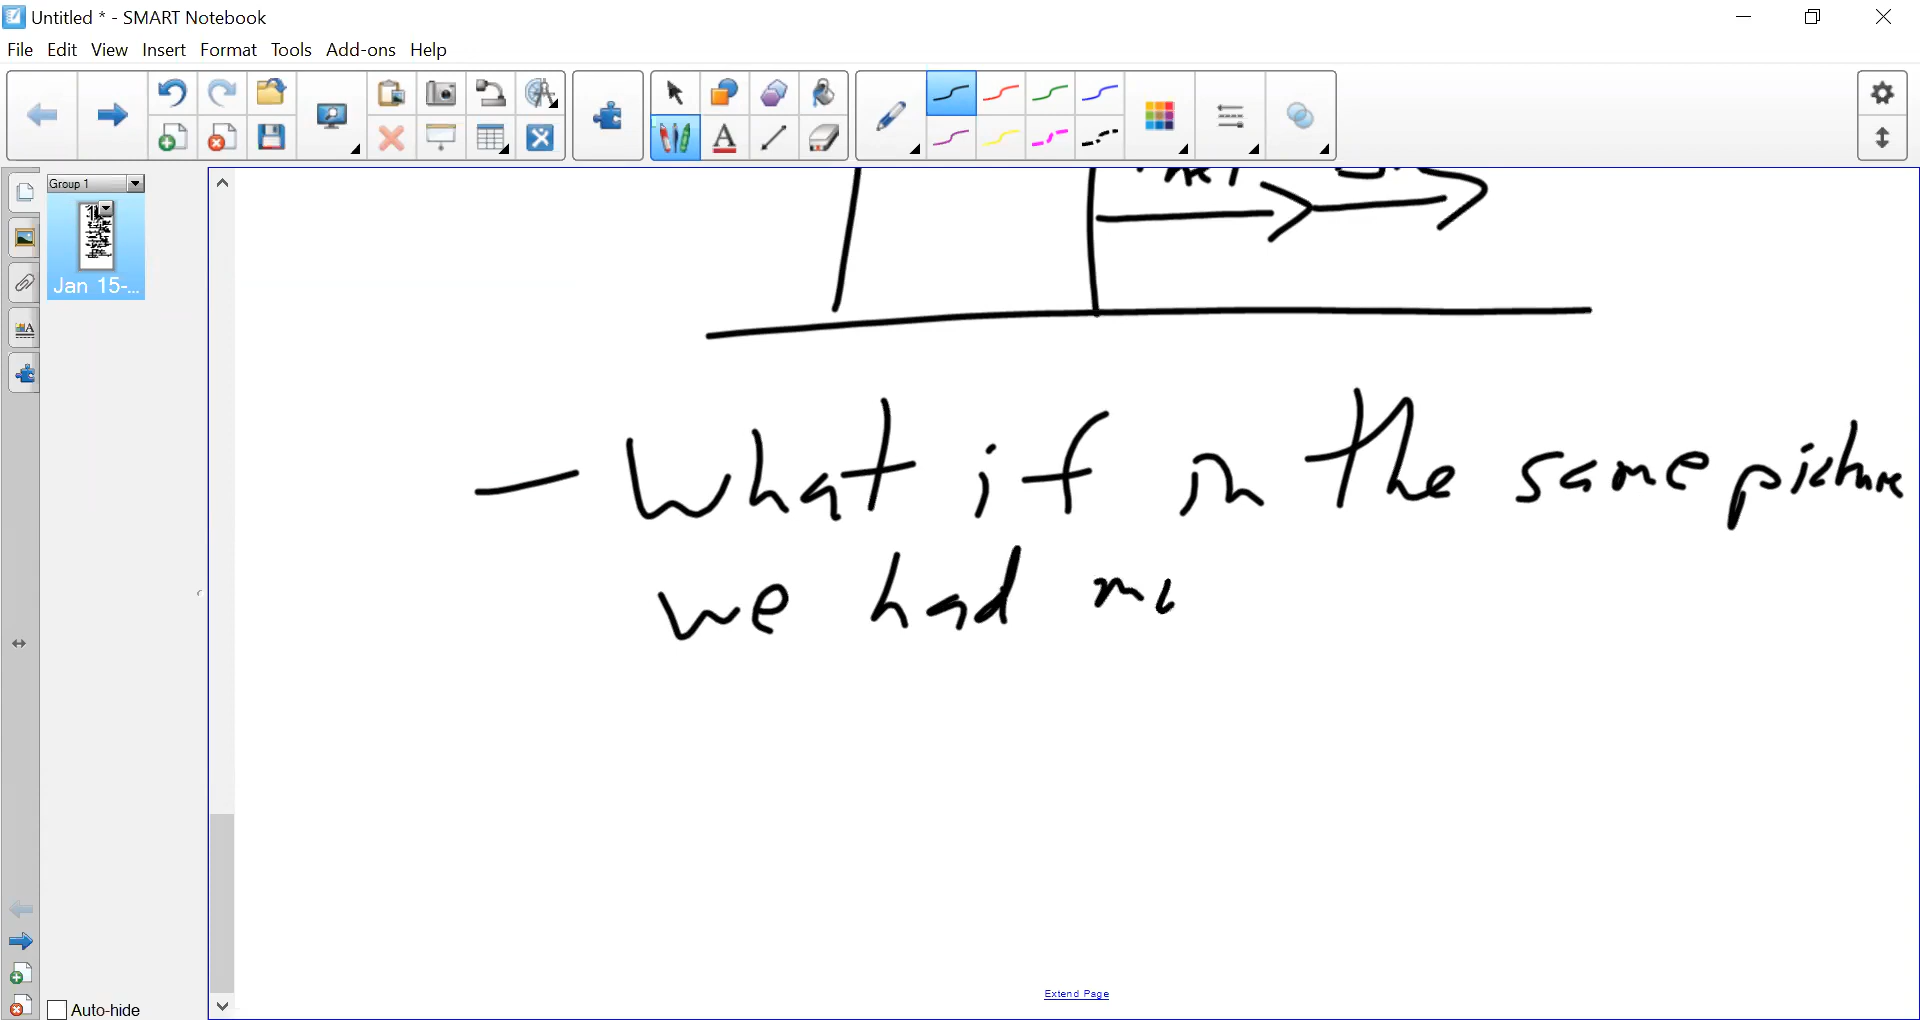 Untitled * - SMART Notebook
File Edit View Insert Format Tools Add-ons Help
Group 1
Jan 15-...
- What if in the same picture
we had
Extend Page
Auto-hide